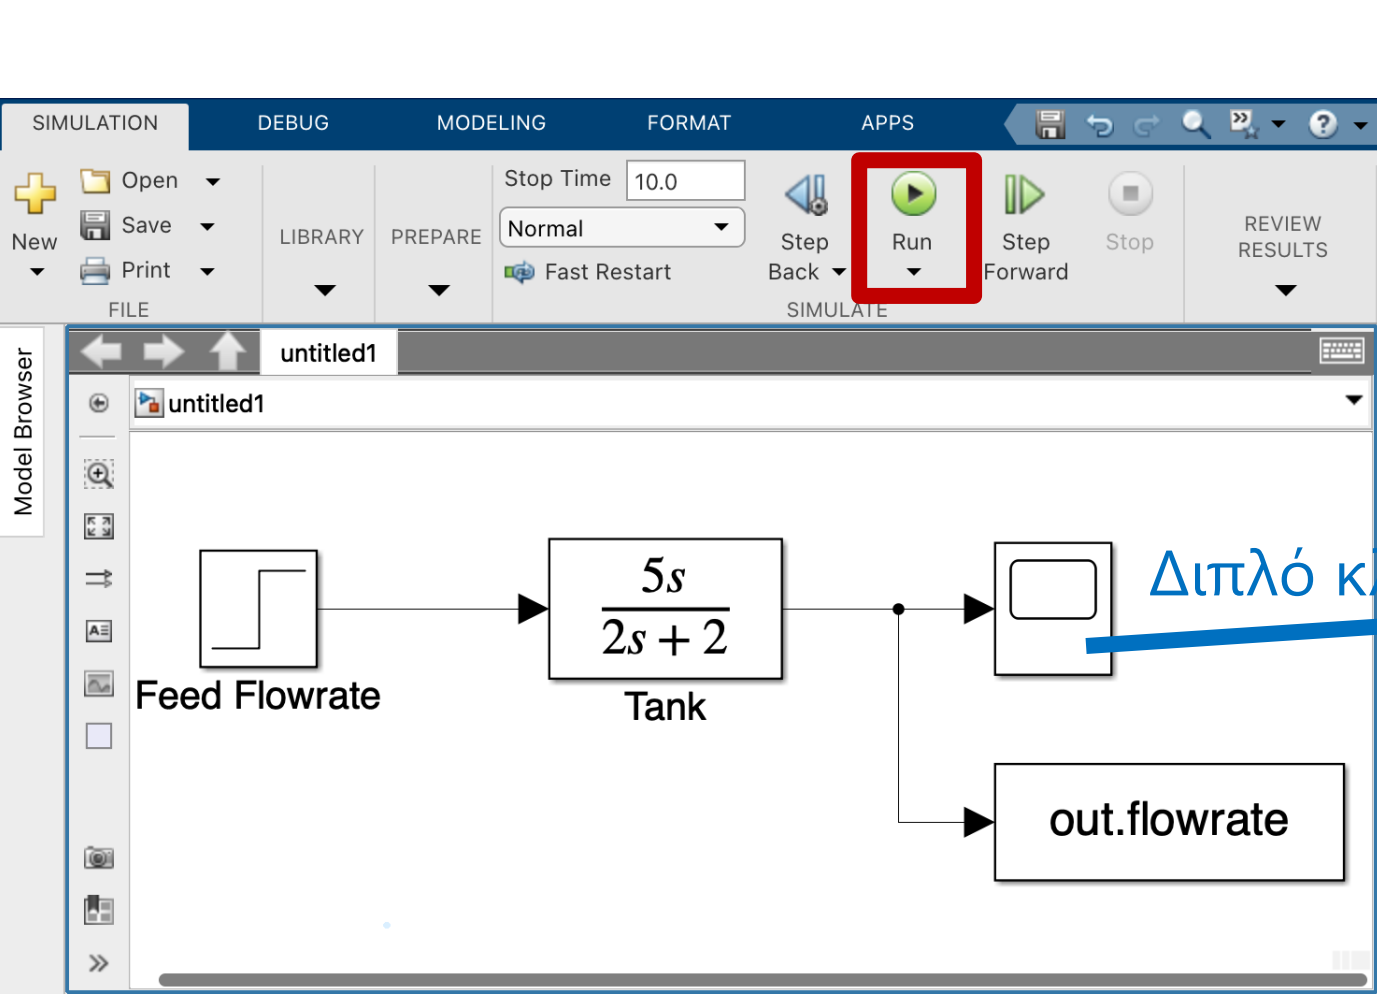 SIMULATION DEBUG MODELING FORMAT APPS
New
Open
Save
Print
FILE
LIBRARY
PREPARE
Stop Time 10.0
Normal
Fast Restart
Step Back
Run
Step Forward
Stop
SIMULATE
REVIEW RESULTS
Model Browser
untitled1
untitled1
Feed Flowrate
5s
2s + 2
Tank
Διπλό
out.flowrate